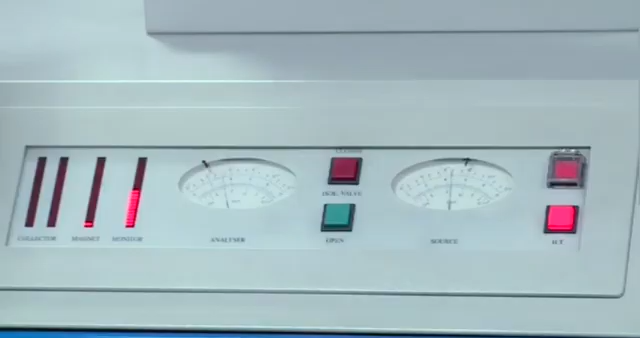 CLOSED
COLLECTOR MAGNET MONITOR
ANALYSER
ISOL. VALVE
OPEN
SOURCE
H.T.